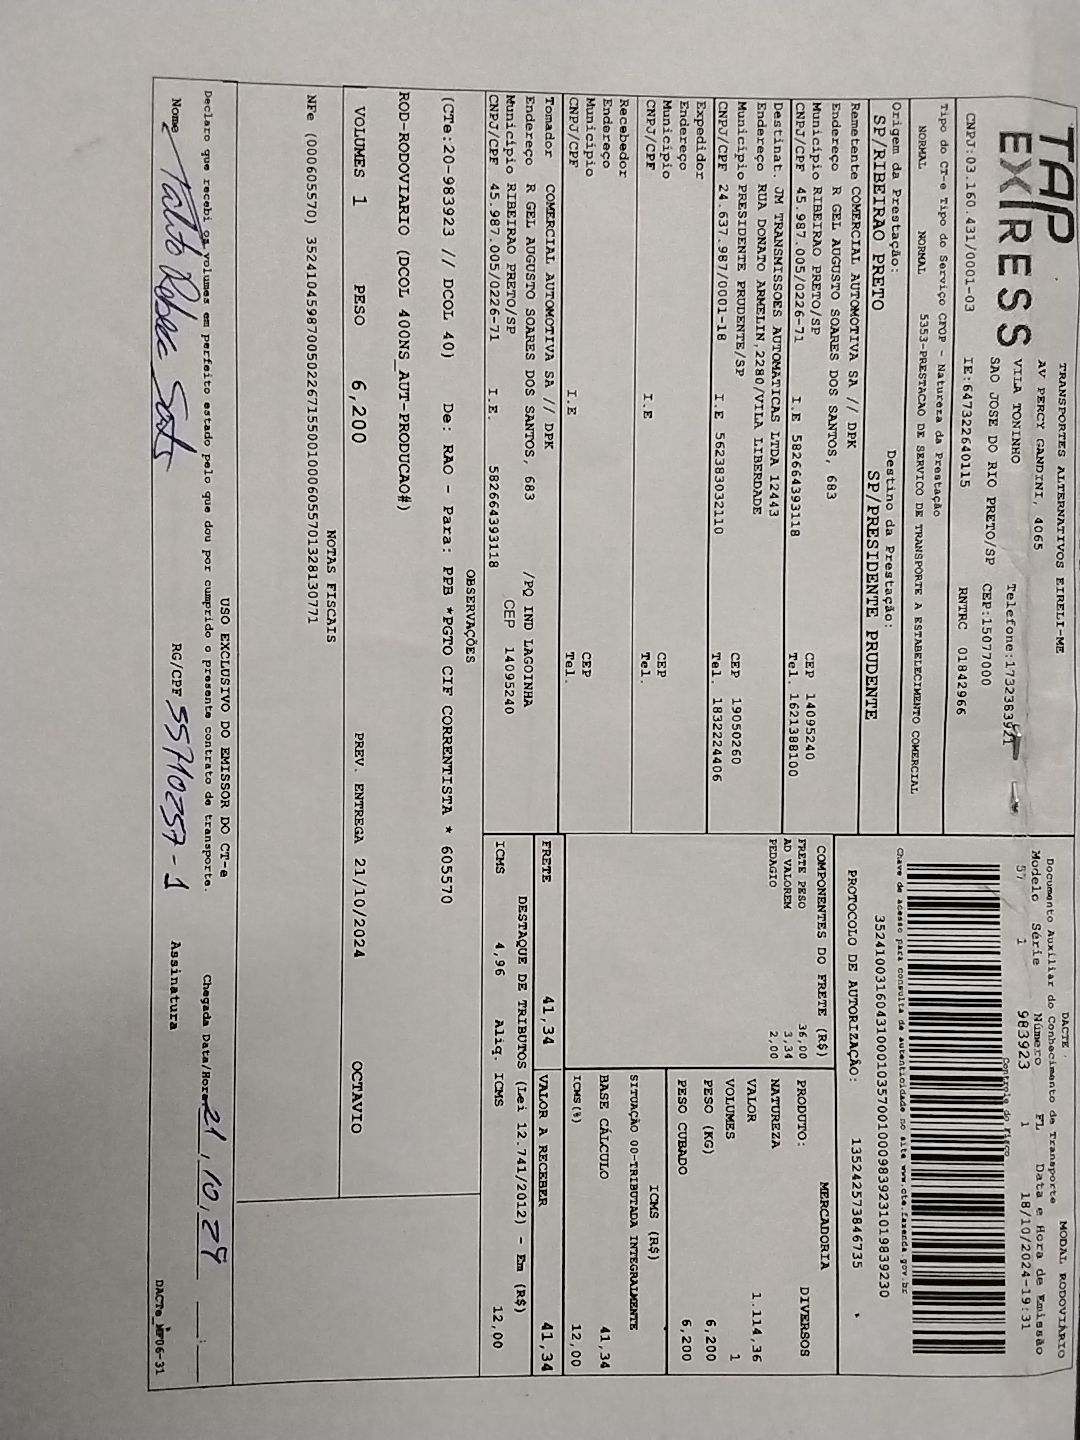 TAP
EXPRESS
TRANSPORTES ALTERNATIVOS EIRELI-ME
AV PERCY GANDINI, 4065
VILA TONINHO Telefone:1732383921
SAO JOSE DO RIO PRETO/SP CEP:15077000
CNPJ:03.160.431/0001-03 IE:647322640115 RNTRC 01842966
Tipo do CT-e Tipo do Serviço CFOP - Natureza da Prestação
NORMAL NORMAL 5353-PRESTACAO DE SERVICO DE TRANSPORTE A ESTABELECIMENTO COMERCIAL
DACTE MODAL RODOVIÁRIO
Documento Auxiliar do Conhecimento de Transporte
Modelo Série Número FL Data e Hora de Emissão
57 1 983923 1 18/10/2024-19:31
Controle do Fisco
Chave de acesso para consulta de autenticidade no site www.cte.fazenda.gov.br
35241003160431000103570010009839231019839230
PROTOCOLO DE AUTORIZAÇÃO: 135242573846735
Origem da Prestação: Destino da Prestação:
SP/RIBEIRAO PRETO SP/PRESIDENTE PRUDENTE
Remetente COMERCIAL AUTOMOTIVA SA // DPK
Endereço R GEL AUGUSTO SOARES DOS SANTOS, 683
Município RIBEIRAO PRETO/SP CEP 14095240
CNPJ/CPF 45.987.005/0226-71 I.E 582664393118 Tel. 1621388100
Destinat. JM TRANSMISSOES AUTOMATICAS LTDA 12443
Endereço RUA DONATO ARMELIN,2280/VILA LIBERDADE
Município PRESIDENTE PRUDENTE/SP CEP 19050260
CNPJ/CPF 24.637.987/0001-18 I.E 562383032110 Tel. 1832224406
Expedidor
Endereço
Município CEP
CNPJ/CPF I.E Tel.
Recebedor
Endereço
Município CEP
CNPJ/CPF I.E Tel.
Tomador COMERCIAL AUTOMOTIVA SA // DPK
Endereço R GEL AUGUSTO SOARES DOS SANTOS, 683 /PQ IND LAGOINHA
Município RIBEIRAO PRETO/SP CEP 14095240
CNPJ/CPF 45.987.005/0226-71 I.E. 582664393118
COMPONENTES DO FRETE (R$)
FRETE PESO 36,00
AD VALOREM 3,34
PEDAGIO 2,00
MERCADORIA
PRODUTO: DIVERSOS
NATUREZA
VALOR 1.114,36
VOLUMES 1
PESO (KG) 6,200
PESO CUBADO 6,200
ICMS (R$)
SITUAÇÃO 00-TRIBUTADA INTEGRALMENTE
BASE CÁLCULO 41,34
ICMS(%) 12,00
FRETE 41,34 VALOR A RECEBER 41,34
DESTAQUE DE TRIBUTOS (Lei 12.741/2012) - Em (R$)
ICMS 4,96 Aliq. ICMS 12,00
OBSERVAÇÕES
(CTe:20-983923 // DCOL 40) De: RAO - Para: PPB *PGTO CIF CORRENTISTA * 605570
ROD-RODOVIARIO (DCOL 400NS_AUT-PRODUCAO#)
VOLUMES 1 PESO 6,200 PREV. ENTREGA 21/10/2024 OCTAVIO
NOTAS FISCAIS
NFe (000605570) 35241045987005022671550010006055701328130771
USO EXCLUSIVO DO EMISSOR DO CT-e
Declaro que recebi os volumes em perfeito estado pelo que dou por cumprido o presente contrato de transporte. Chegada Data/Hora 21, 10, 24
Nome RG/CPF 55710257-1 Assinatura
DACTe_MP06-31